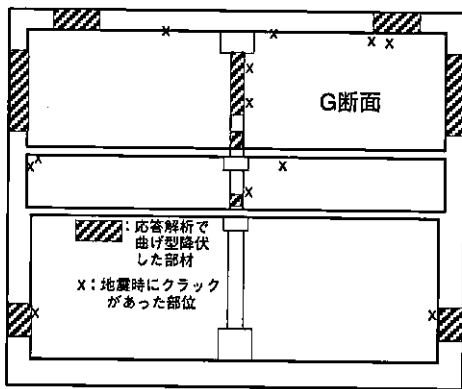 G断面
：応答解析で
曲げ型降伏
した部材
x：地震時にクラック
があった部位